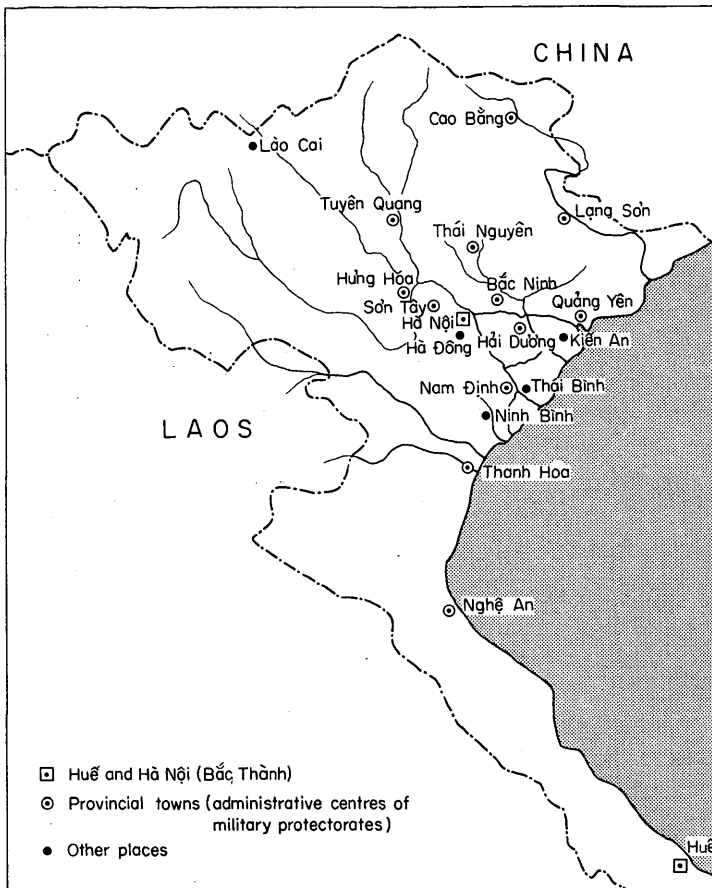 CHINA
Cao Bằng
Lào Cai
Tuyên Quang
Lạng Sơn
Thái Nguyên
Hưng Hóa
Bắc Ninh
Sơn Tây
Quảng Yên
Hà Nội
Hà Đông
Hải Dương
Kiến An
Nam Định
Thái Bình
Ninh Bình
LAOS
Thanh Hoa
Nghệ An
Huế and Hà Nội (Bắc Thành)
Provincial towns (administrative centres of
military protectorates)
Other places
Huế